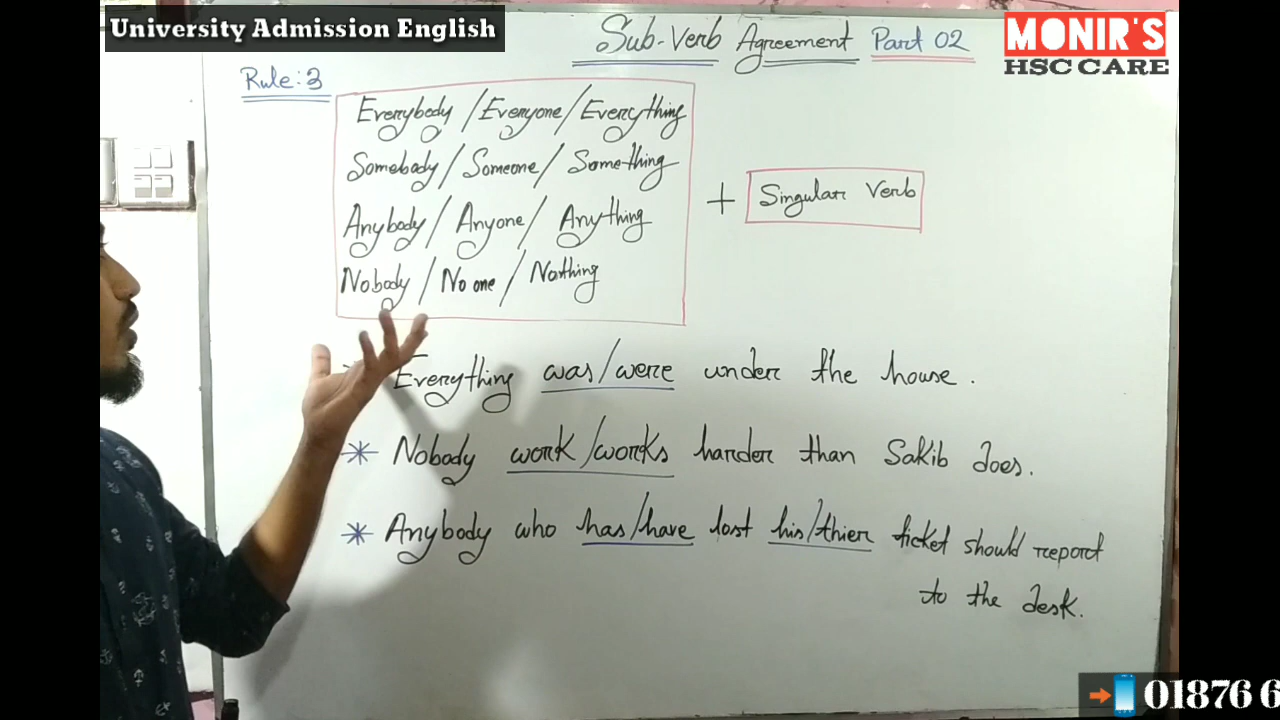 University Admission English
Sub-Verb Agreement Part 02
MONIR'S
HSC CARE
Rule:3
Everybody / Everyone / Everything
Somebody / Someone / Something
Anybody / Anyone / Anything
Nobody / No one / Nothing
+ Singular Verb
Everything was/were under the house.
* Nobody work/works harder than Sakib does.
* Anybody who has/have lost his/thier ticket should report
to the desk.
01876 6